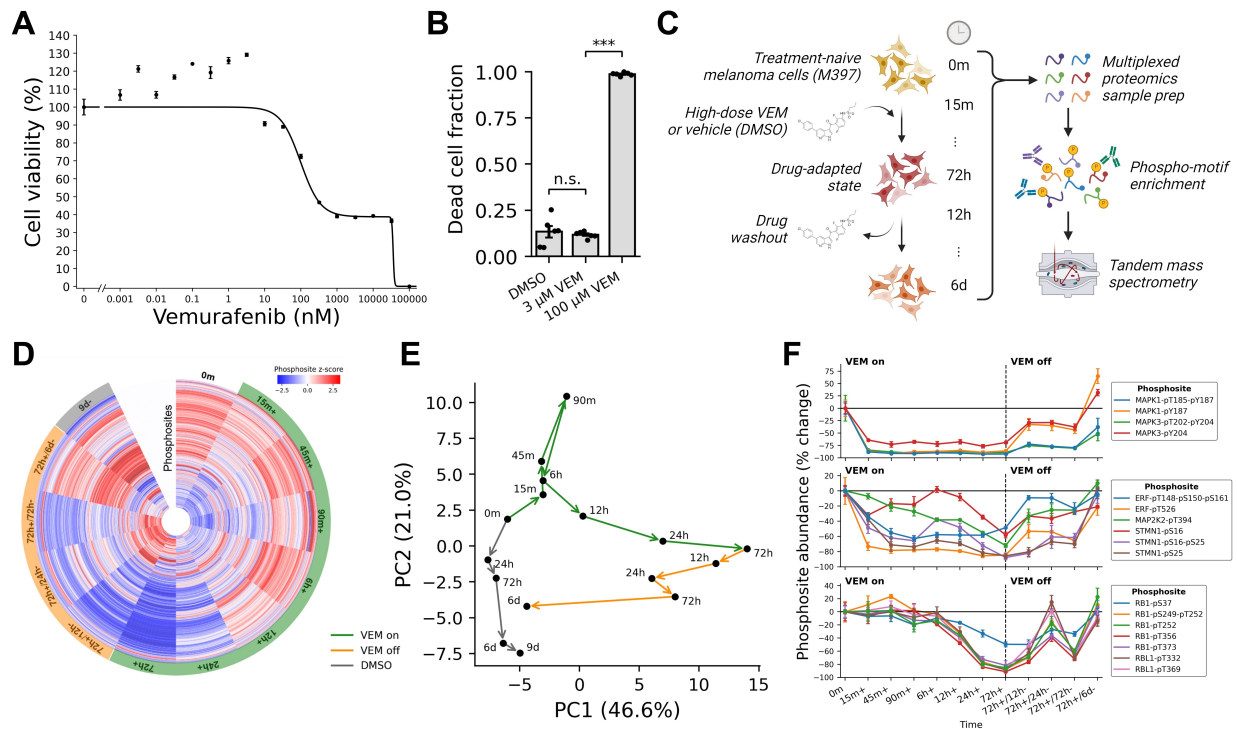 A
140
130
120
110
100
90
80
70
60
50
40
30
20
10
0
Cell viability (%)
0 0.001 0.01 0.1 1 10 100 1000 10000 100000
Vemurafenib (nM)
B
***
n.s.
1.00
0.75
0.50
0.25
0.00
Dead cell fraction
DMSO
3 μM VEM
100 μM VEM
C
Treatment-naive
melanoma cells (M397)
High-dose VEM
or vehicle (DMSO)
Drug-adapted
state
Drug
washout
0m
15m
⋮
72h
12h
⋮
6d
Multiplexed
proteomics
sample prep
Phospho-motif
enrichment
Tandem mass
spectrometry
P
P
P
P
P
P
D
Phosphosite z-score
−2.5 0.0 2.5
Phosphosites
0m
15m+
45m+
90m+
6h+
12h+
24h+
72h+
72h+/12h-
72h+/24h-
72h+/72h-
72h+/6d-
9d-
VEM on
VEM off
DMSO
E
10.0
7.5
5.0
2.5
0.0
−2.5
−5.0
−7.5
PC2 (21.0%)
90m
45m
6h
15m
0m
12h
24h
72h
12h
24h
72h
6d
24h
72h
6d
9d
−5 0 5 10 15
PC1 (46.6%)
F
VEM on VEM off
75
50
25
0
−25
−50
−75
−100
Phosphosite
MAPK1-pT185-pY187
MAPK1-pY187
MAPK3-pT202-pY204
MAPK3-pY204
VEM on VEM off
20
0
−20
−40
−60
−80
−100
ERF-pT148-pS150-pS161
ERF-pT526
MAP2K2-pT394
STMN1-pS16
STMN1-pS16-pS25
STMN1-pS25
VEM on VEM off
40
20
0
−20
−40
−60
−80
−100
Phosphosite
RB1-pS37
RB1-pS249-pT252
RB1-pT252
RB1-pT356
RB1-pT373
RBL1-pT332
RBL1-pT369
Phosphosite abundance (% change)
0m
15m+
45m+
90m+
6h+
12h+
24h+
72h+
72h+/12h-
72h+/24h-
72h+/72h-
72h+/6d-
Time